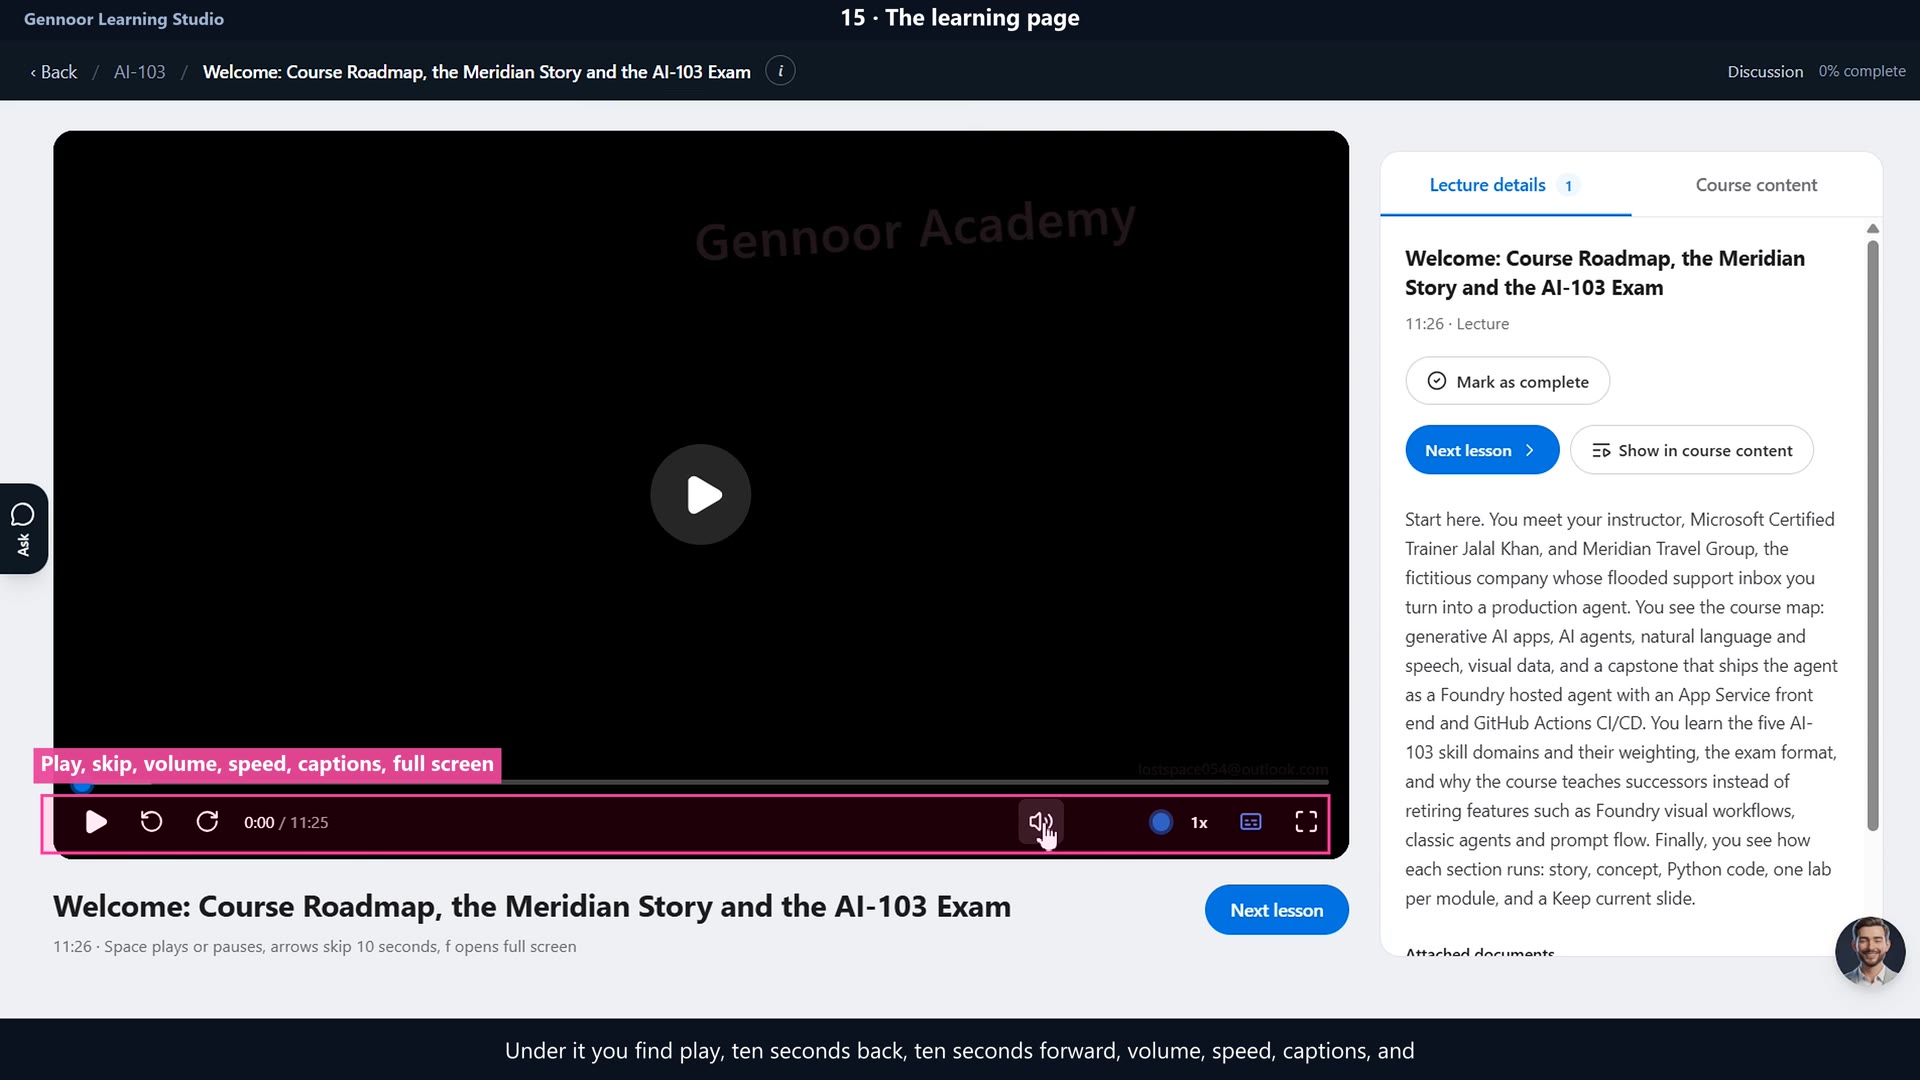 Gennoor Learning Studio
15 · The learning page
‹ Back / AI-103 / Welcome: Course Roadmap, the Meridian Story and the AI-103 Exam i
Discussion 0% complete
Gennoor Academy
Ask
Play, skip, volume, speed, captions, full screen
lostspace054@outlook.com
0:00 / 11:25
1x
Welcome: Course Roadmap, the Meridian Story and the AI-103 Exam
Next lesson
11:26 · Space plays or pauses, arrows skip 10 seconds, f opens full screen
Lecture details 1
Course content
Welcome: Course Roadmap, the Meridian
Story and the AI-103 Exam
11:26 · Lecture
Mark as complete
Next lesson
Show in course content
Start here. You meet your instructor, Microsoft Certified
Trainer Jalal Khan, and Meridian Travel Group, the
fictitious company whose flooded support inbox you
turn into a production agent. You see the course map:
generative AI apps, AI agents, natural language and
speech, visual data, and a capstone that ships the agent
as a Foundry hosted agent with an App Service front
end and GitHub Actions CI/CD. You learn the five AI-
103 skill domains and their weighting, the exam format,
and why the course teaches successors instead of
retiring features such as Foundry visual workflows,
classic agents and prompt flow. Finally, you see how
each section runs: story, concept, Python code, one lab
per module, and a Keep current slide.
Attached documents
Under it you find play, ten seconds back, ten seconds forward, volume, speed, captions, and